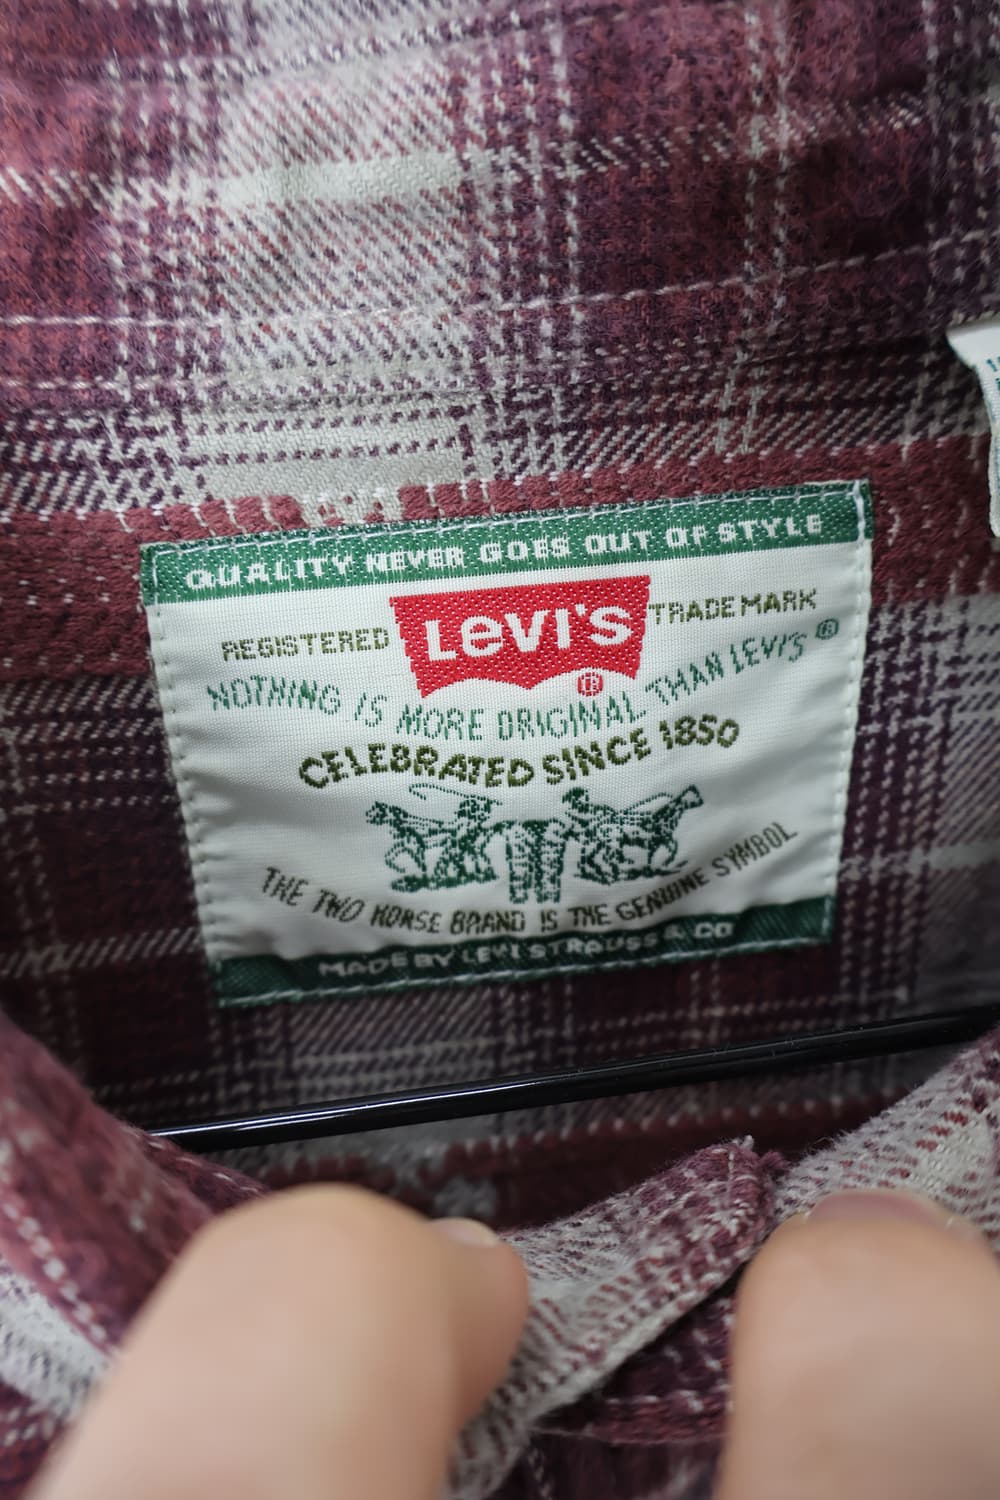 QUALITY NEVER GOES OUT OF STYLE
REGISTERED LEVI'S ® TRADE MARK
NOTHING IS MORE ORIGINAL THAN LEVI'S ®
CELEBRATED SINCE 1850
THE TWO HORSE BRAND IS THE GENUINE SYMBOL
MADE BY LEVI STRAUSS & CO